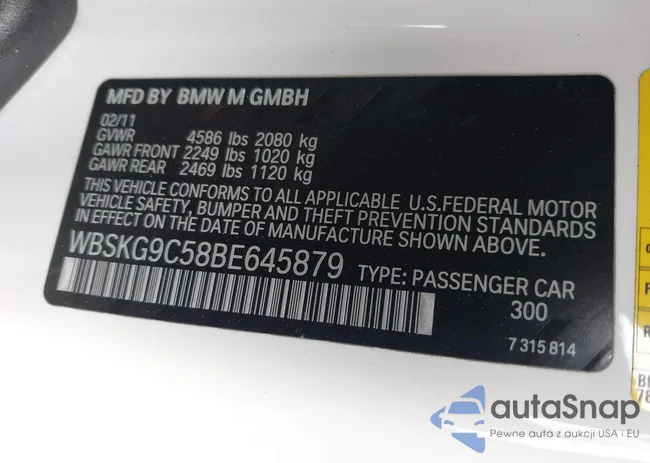 MFD BY BMW M GMBH
02/11
GVWR 4586 lbs 2080 kg
GAWR FRONT 2249 lbs 1020 kg
GAWR REAR 2469 lbs 1120 kg
THIS VEHICLE CONFORMS TO ALL APPLICABLE U.S.FEDERAL MOTOR
VEHICLE SAFETY, BUMPER AND THEFT PREVENTION STANDARDS
IN EFFECT ON THE DATE OF MANUFACTURE SHOWN ABOVE.
WBSKG9C58BE645879 TYPE: PASSENGER CAR
300
7 315 814
autoSnap
Pewne auta z aukcji USA i EU